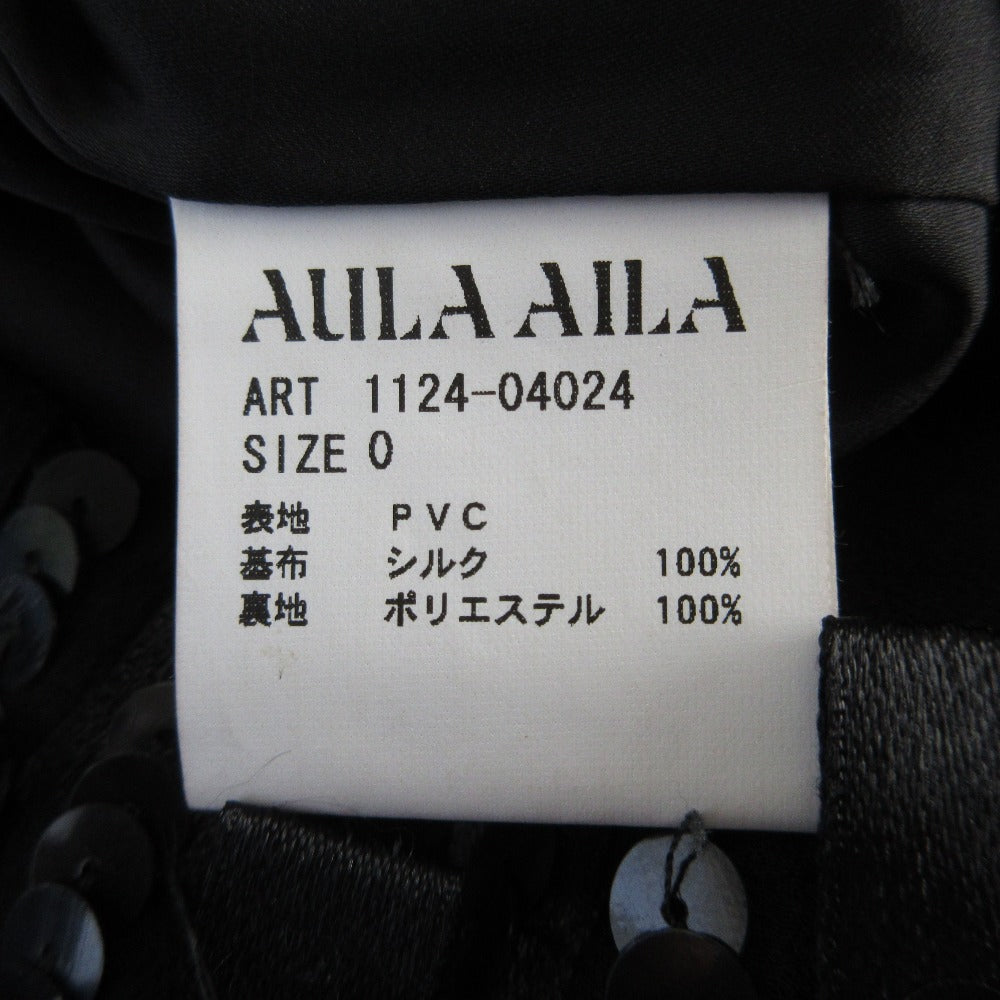 AULA AILA
ART 1124-04024
SIZE 0
表地 PVC
基布 シルク 100%
裏地 ポリエステル 100%